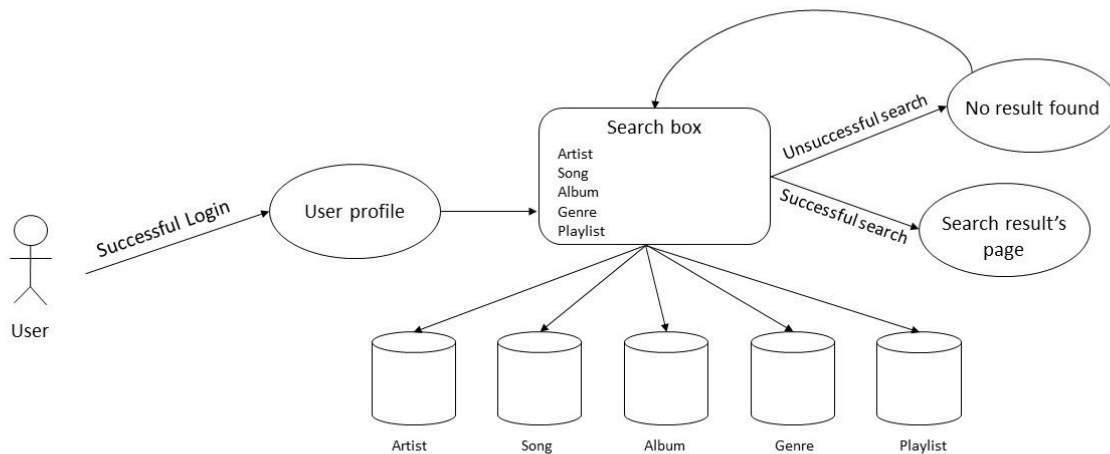 User
Successful Login
User profile
Search box
Artist
Song
Album
Genre
Playlist
Unsuccessful search
No result found
Successful search
Search result's
page
Artist
Song
Album
Genre
Playlist